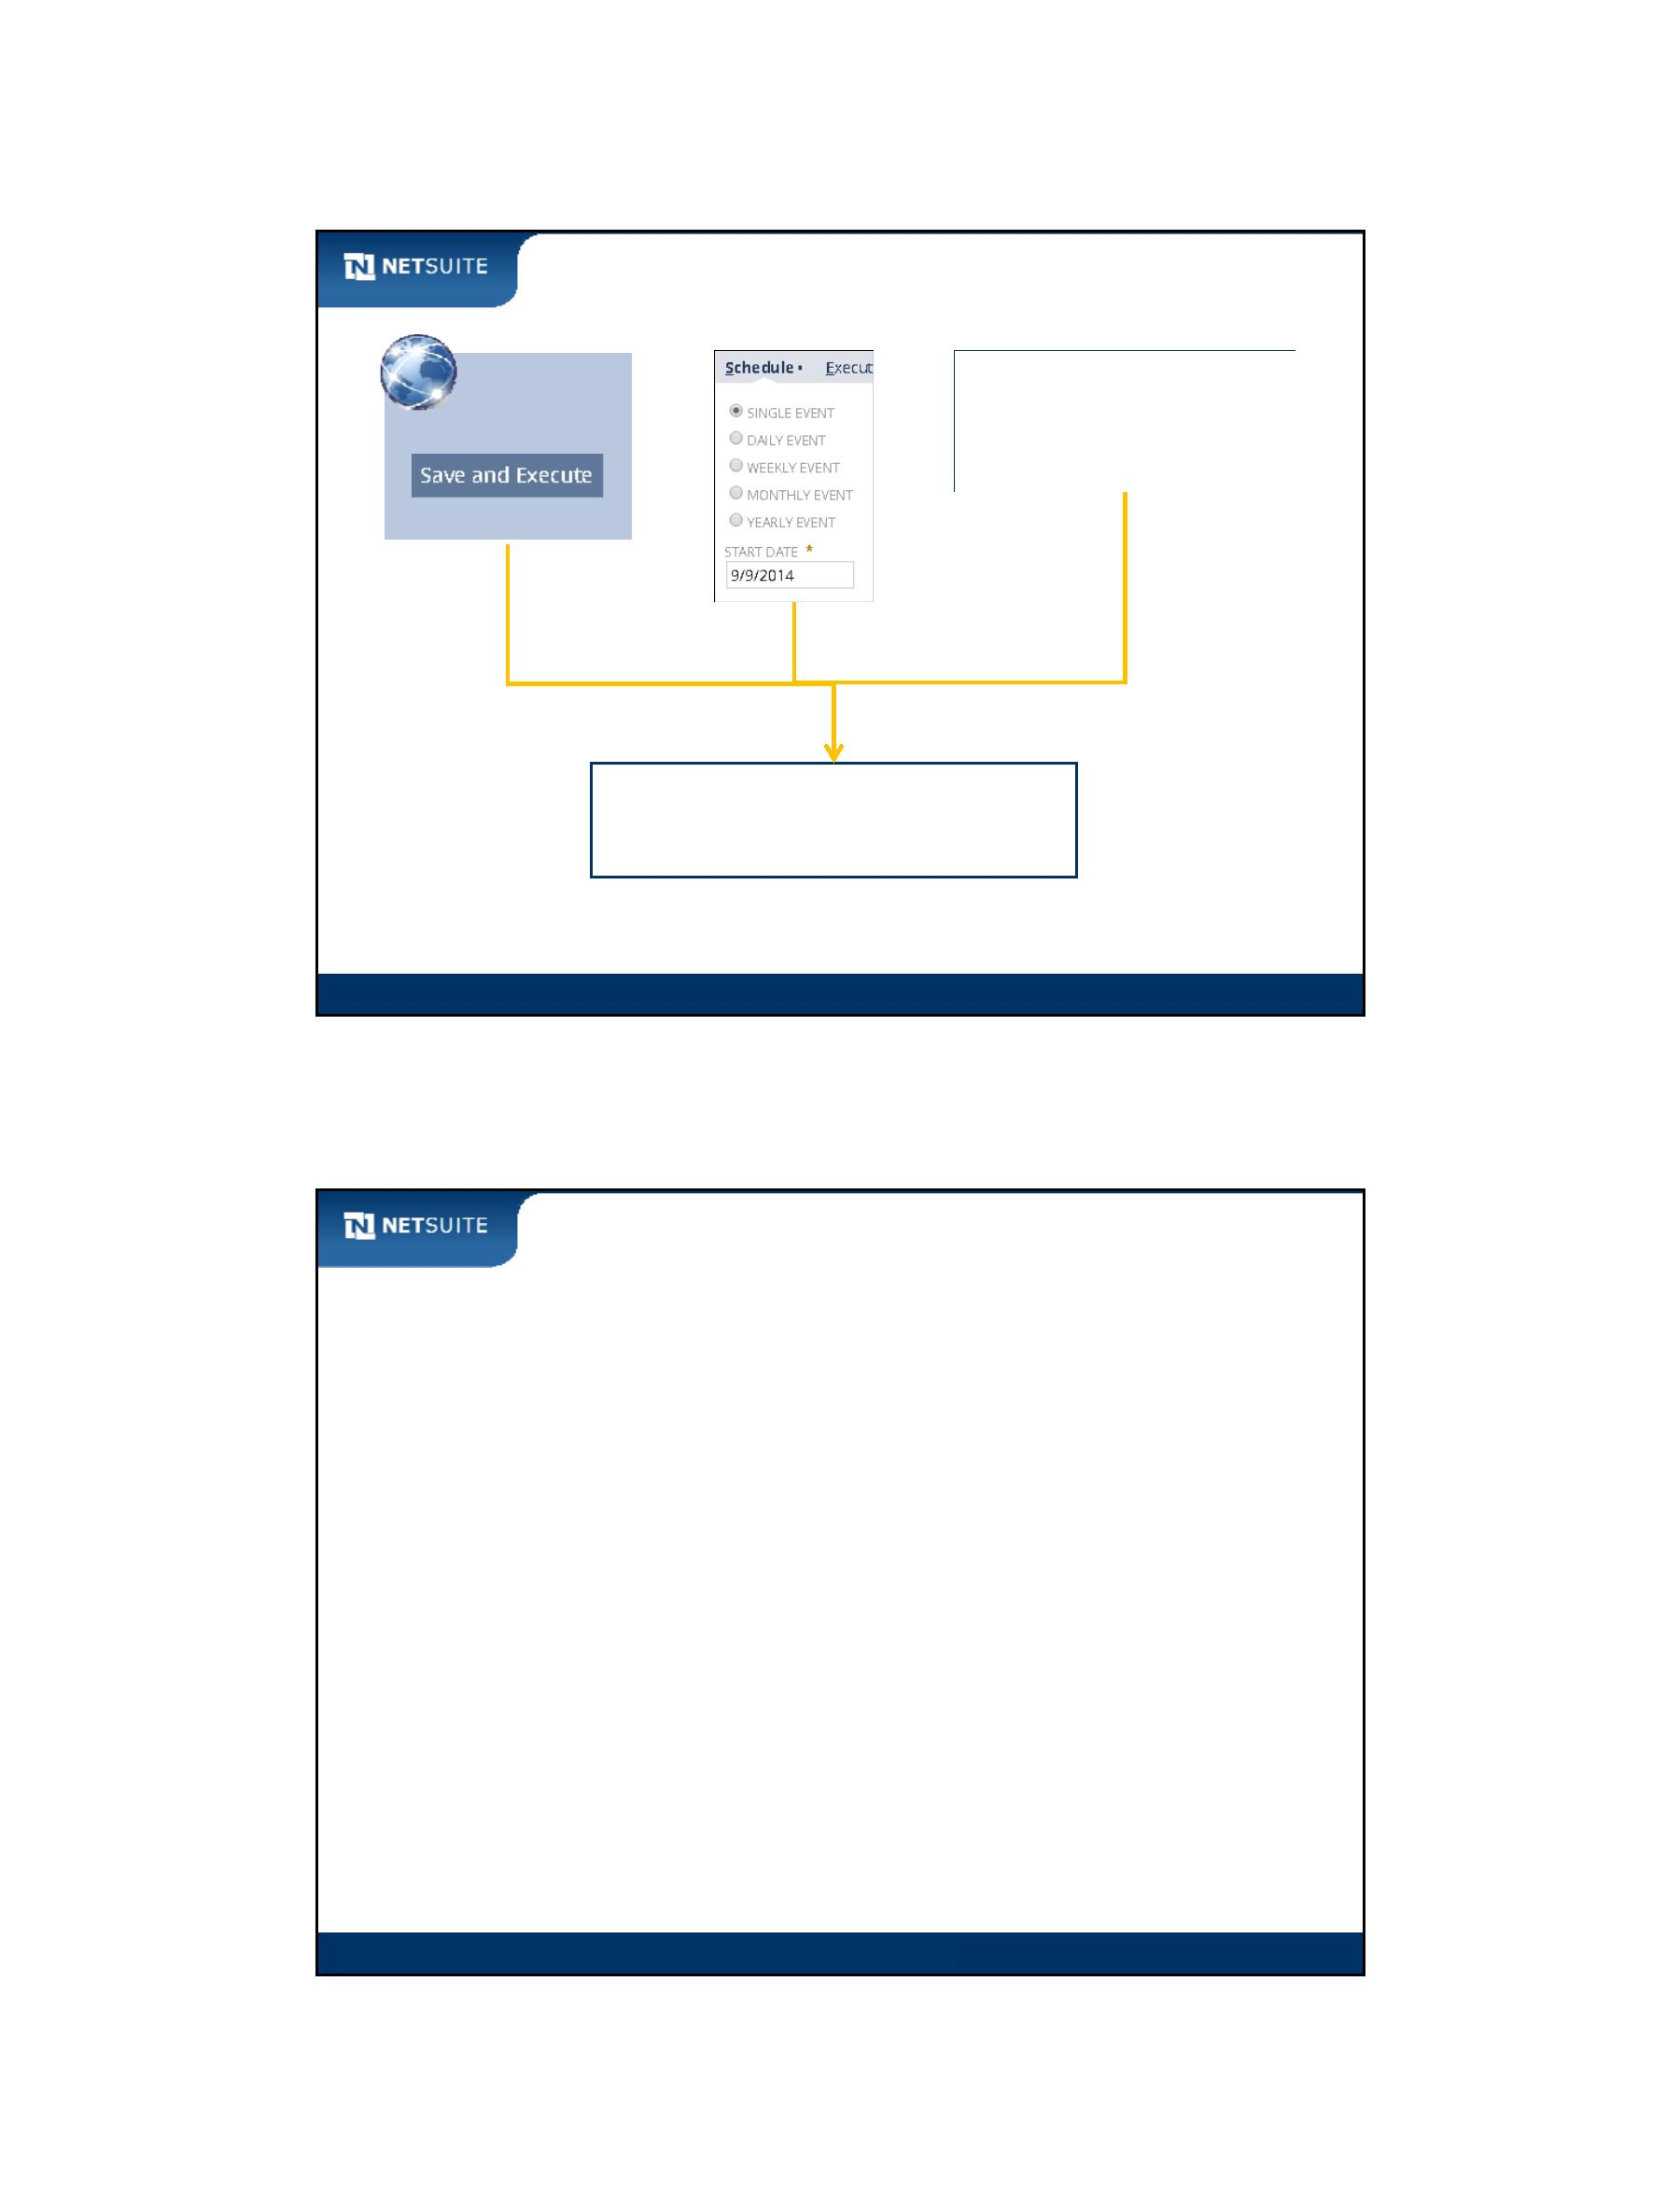 NETSUITE
Save and Execute
Schedule • Execut
SINGLE EVENT
DAILY EVENT
WEEKLY EVENT
MONTHLY EVENT
YEARLY EVENT
START DATE *
9/9/2014
NETSUITE